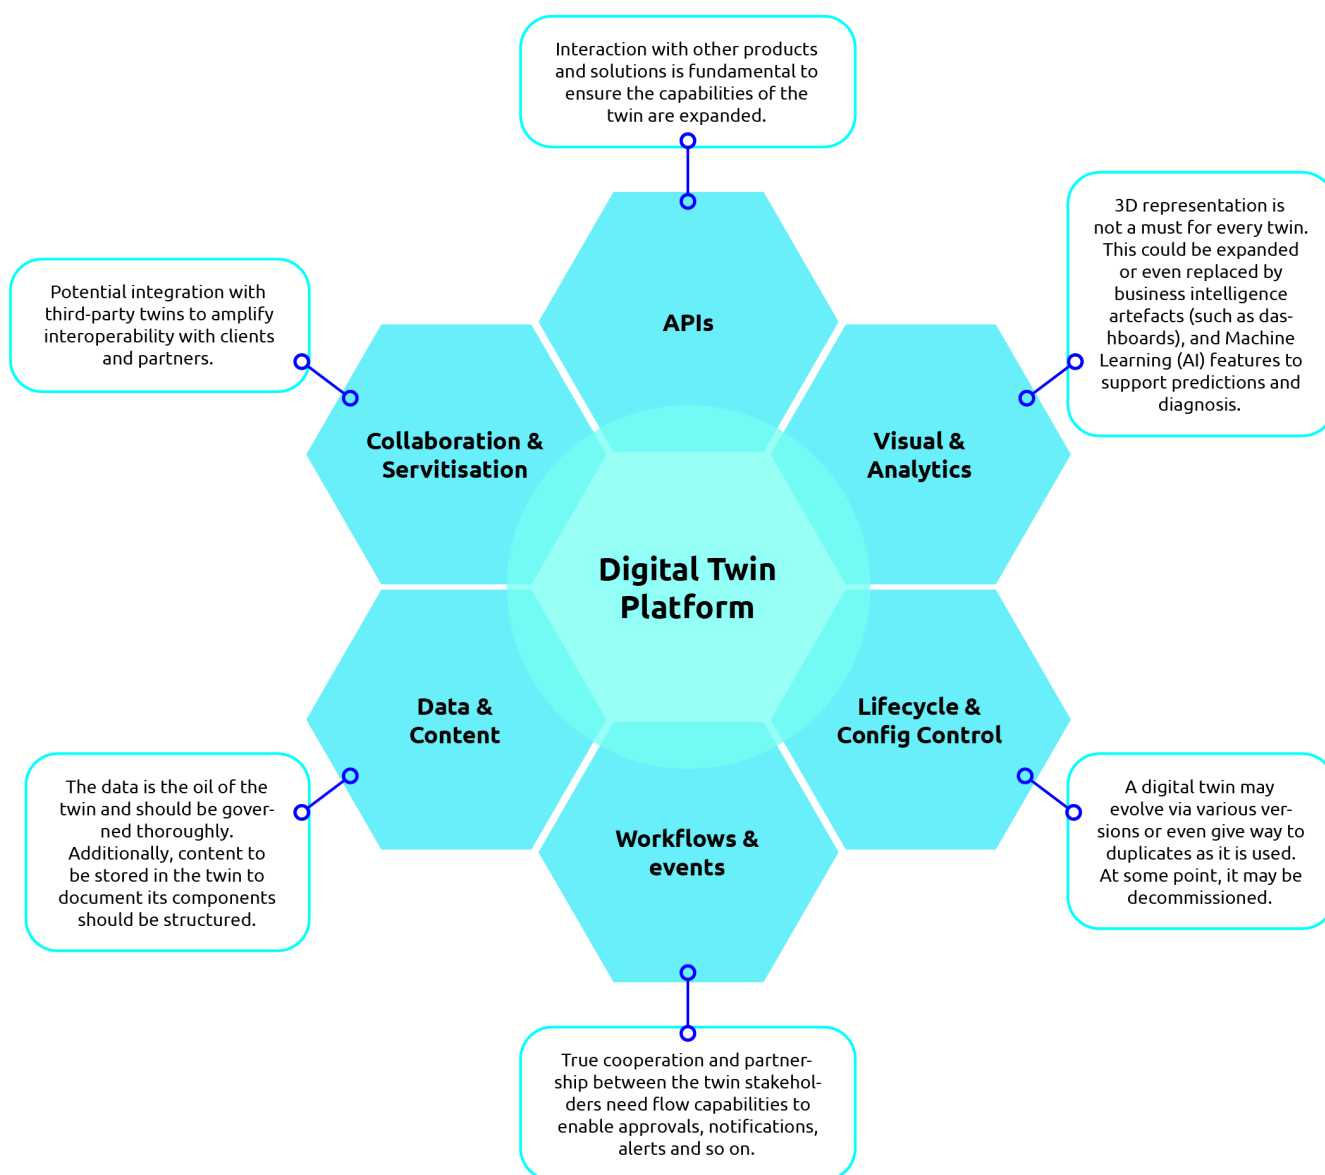 Interaction with other products
and solutions is fundamental to
ensure the capabilities of the
twin are expanded.
APIs
3D representation is
not a must for every twin.
This could be expanded
or even replaced by
business intelligence
artefacts (such as das-
hboards), and Machine
Learning (AI) features to
support predictions and
diagnosis.
Visual &
Analytics
Potential integration with
third-party twins to amplify
interoperability with clients
and partners.
Collaboration &
Servitisation
Digital Twin
Platform
Data &
Content
The data is the oil of the
twin and should be gover-
ned thoroughly.
Additionally, content to
be stored in the twin to
document its components
should be structured.
Lifecycle &
Config Control
A digital twin may
evolve via various ver-
sions or even give way to
duplicates as it is used.
At some point, it may be
decommissioned.
Workflows &
events
True cooperation and partner-
ship between the twin stakehol-
ders need flow capabilities to
enable approvals, notifications,
alerts and so on.